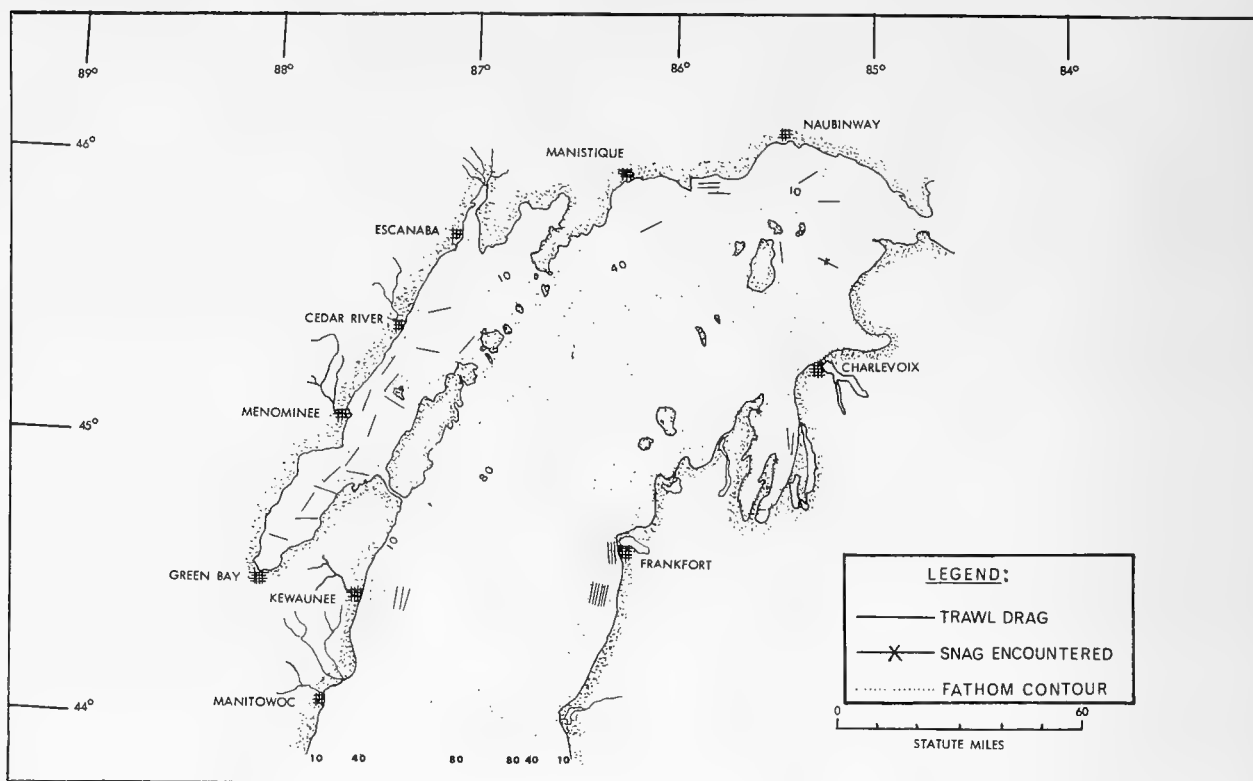 89° 88° 87° 86° 85° 84°
46°
NAUBINWAY
MANISTIQUE
10
ESCANABA
10
40
CEDAR RIVER
CHARLEVOIX
MENOMINEE
45°
80
10
GREEN BAY
FRANKFORT
KEWAUNEE
LEGEND:
TRAWL DRAG
SNAG ENCOUNTERED
FATHOM CONTOUR
MANITOWOC
44°
0 60
STATUTE MILES
10 40 80 80 40 10